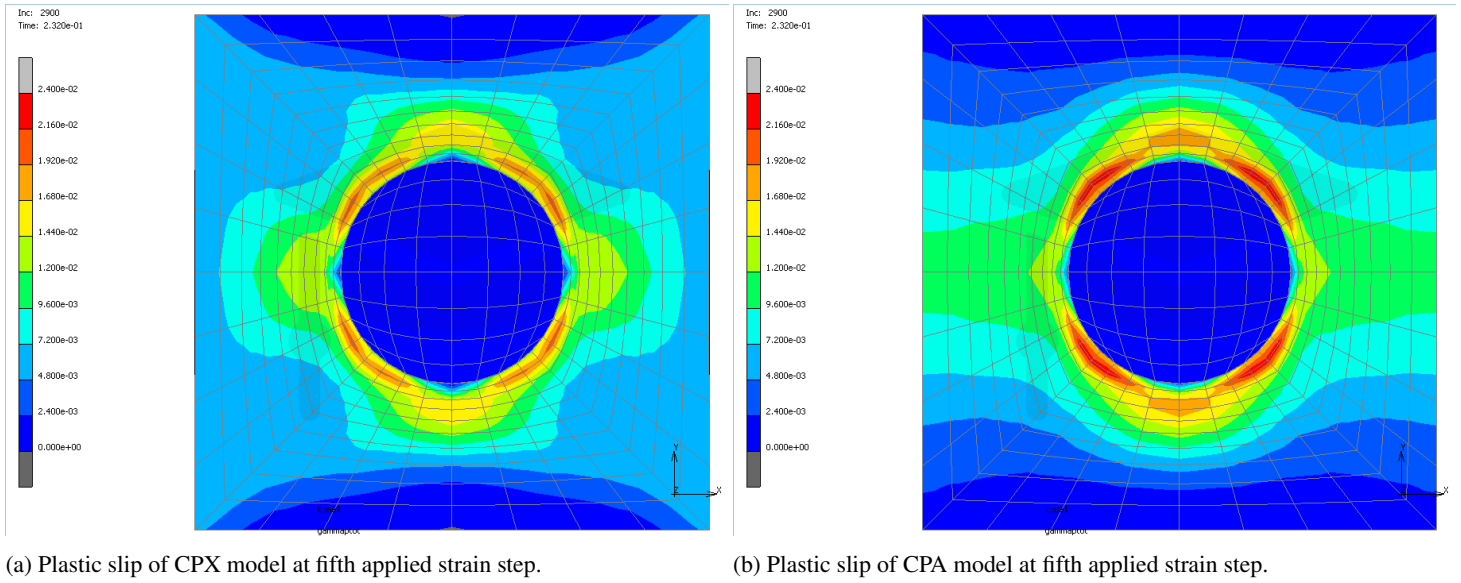 Inc: 2900
Time: 2.320e-01
2.400e-02
2.160e-02
1.920e-02
1.680e-02
1.440e-02
1.200e-02
9.600e-03
7.200e-03
4.800e-03
2.400e-03
0.000e+00
Y
Z
X
gammaptot
Inc: 2900
Time: 2.320e-01
2.400e-02
2.160e-02
1.920e-02
1.680e-02
1.440e-02
1.200e-02
9.600e-03
7.200e-03
4.800e-03
2.400e-03
0.000e+00
Y
Z
X
gammaptot
(a) Plastic slip of CPX model at fifth applied strain step.
(b) Plastic slip of CPA model at fifth applied strain step.